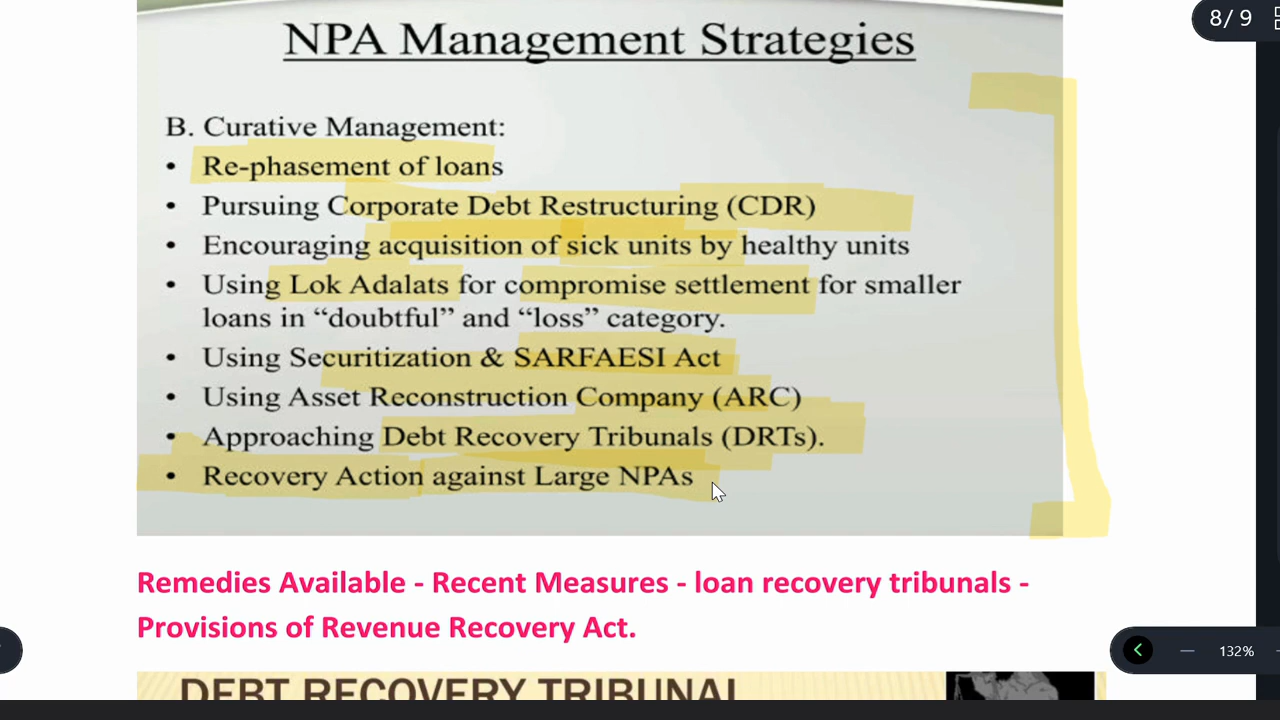 8/ 9
NPA Management Strategies
B. Curative Management:
• Re-phasement of loans
• Pursuing Corporate Debt Restructuring (CDR)
• Encouraging acquisition of sick units by healthy units
• Using Lok Adalats for compromise settlement for smaller
loans in “doubtful” and “loss” category.
• Using Securitization & SARFAESI Act
• Using Asset Reconstruction Company (ARC)
• Approaching Debt Recovery Tribunals (DRTs).
• Recovery Action against Large NPAs
Remedies Available - Recent Measures - loan recovery tribunals -
Provisions of Revenue Recovery Act.
132%
DEBT RECOVERY TRIBUNAL